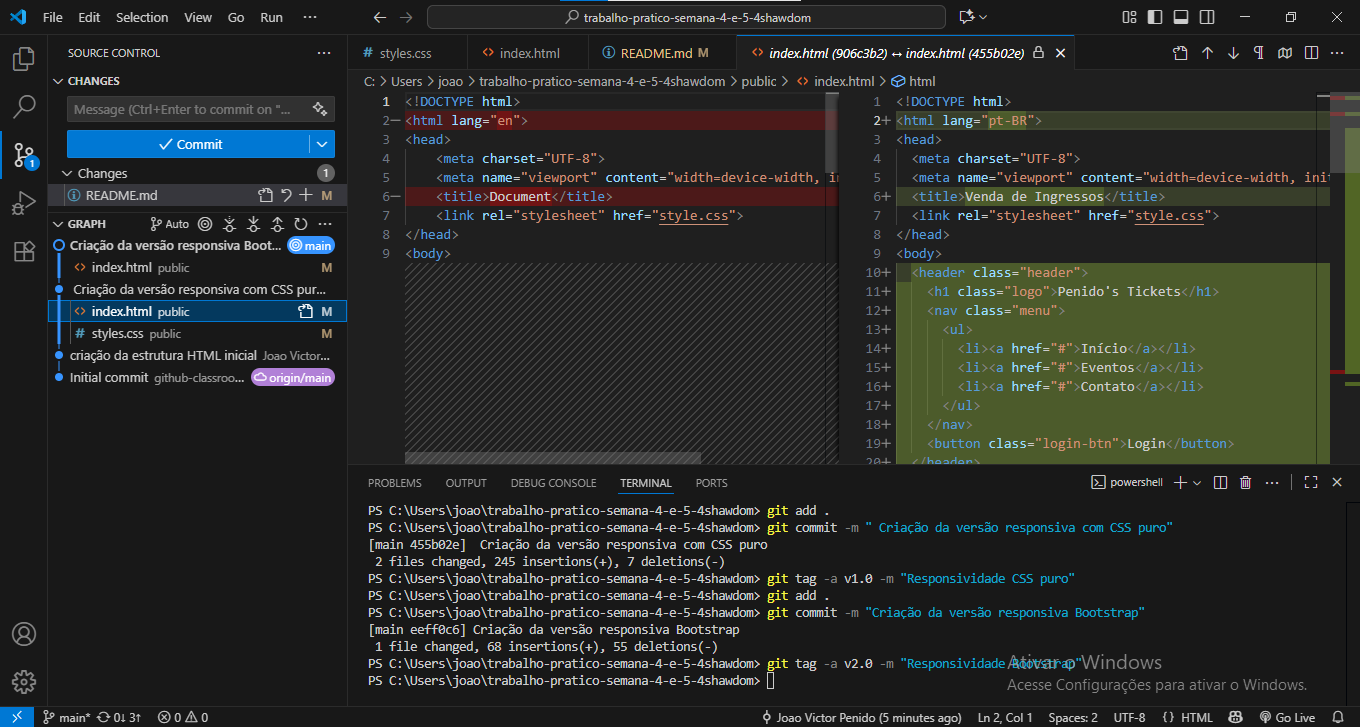 File Edit Selection View Go Run ··· trabalho-pratico-semana-4-e-5-4shawdom
SOURCE CONTROL ···
CHANGES
Message (Ctrl+Enter to commit on "...
Commit
Changes 1
README.md M
GRAPH Auto ···
Criação da versão responsiva Boot... main
index.html public M
Criação da versão responsiva com CSS pur...
index.html public M
styles.css public M
criação da estrutura HTML inicial Joao Victor...
Initial commit github-classroo... origin/main
1
# styles.css
<> index.html
README.md M
<> index.html (906c3b2) ↔ index.html (455b02e)
C: > Users > joao > trabalho-pratico-semana-4-e-5-4shawdom > public > <> index.html > html
1 <!DOCTYPE html>
2— <html lang="en">
3 <head>
4 <meta charset="UTF-8">
5 <meta name="viewport" content="width=device-width, in
6— <title>Document</title>
7 <link rel="stylesheet" href="style.css">
8 </head>
9 <body>
1 <!DOCTYPE html>
2+ <html lang="pt-BR">
3 <head>
4 <meta charset="UTF-8">
5 <meta name="viewport" content="width=device-width, init
6+ <title>Venda de Ingressos</title>
7 <link rel="stylesheet" href="style.css">
8 </head>
9 <body>
10+ <header class="header">
11+ <h1 class="logo">Penido's Tickets</h1>
12+ <nav class="menu">
13+ <ul>
14+ <li><a href="#">Início</a></li>
15+ <li><a href="#">Eventos</a></li>
16+ <li><a href="#">Contato</a></li>
17+ </ul>
18+ </nav>
19+ <button class="login-btn">Login</button>
20+ </header>
PROBLEMS OUTPUT DEBUG CONSOLE TERMINAL PORTS powershell ···
PS C:\Users\joao\trabalho-pratico-semana-4-e-5-4shawdom> git add .
PS C:\Users\joao\trabalho-pratico-semana-4-e-5-4shawdom> git commit -m " Criação da versão responsiva com CSS puro"
[main 455b02e]  Criação da versão responsiva com CSS puro
2 files changed, 245 insertions(+), 7 deletions(-)
PS C:\Users\joao\trabalho-pratico-semana-4-e-5-4shawdom> git tag -a v1.0 -m "Responsividade CSS puro"
PS C:\Users\joao\trabalho-pratico-semana-4-e-5-4shawdom> git add .
PS C:\Users\joao\trabalho-pratico-semana-4-e-5-4shawdom> git commit -m "Criação da versão responsiva Bootstrap"
[main eeff0c6] Criação da versão responsiva Bootstrap
1 file changed, 68 insertions(+), 55 deletions(-)
PS C:\Users\joao\trabalho-pratico-semana-4-e-5-4shawdom> git tag -a v2.0 -m "Responsividade Bootstrap"
PS C:\Users\joao\trabalho-pratico-semana-4-e-5-4shawdom>
Ativar o Windows
Acesse Configurações para ativar o Windows.
main* 0↓ 3↑ 0 0 Joao Victor Penido (5 minutes ago) Ln 2, Col 1 Spaces: 2 UTF-8 {} HTML Go Live